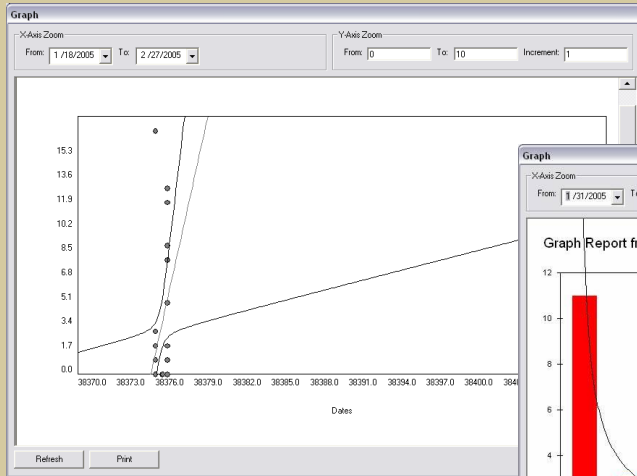 Graph
X-Axis Zoom
From: 1 /18/2005 To: 2 /27/2005
Y-Axis Zoom
From: 0 To: 10 Increment: 1
15.3
13.6
11.9
10.2
8.5
6.8
5.1
3.4
1.7
0.0
38370.0 38373.0 38376.0 38379.0 38382.0 38385.0 38388.0 38391.0 38394.0 38397.0 38400.0
Dates
Refresh Print
Graph
X-Axis Zoom
From: 1 /31/2005
Graph Report
12
10
8
6
4